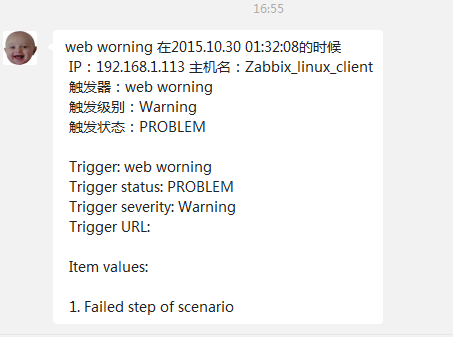 16:55
web worning 在2015.10.30 01:32:08的时候
IP：192.168.1.113 主机名：Zabbix_linux_client
触发器：web worning
触发级别：Warning
触发状态：PROBLEM
Trigger: web worning
Trigger status: PROBLEM
Trigger severity: Warning
Trigger URL:
Item values:
1. Failed step of scenario